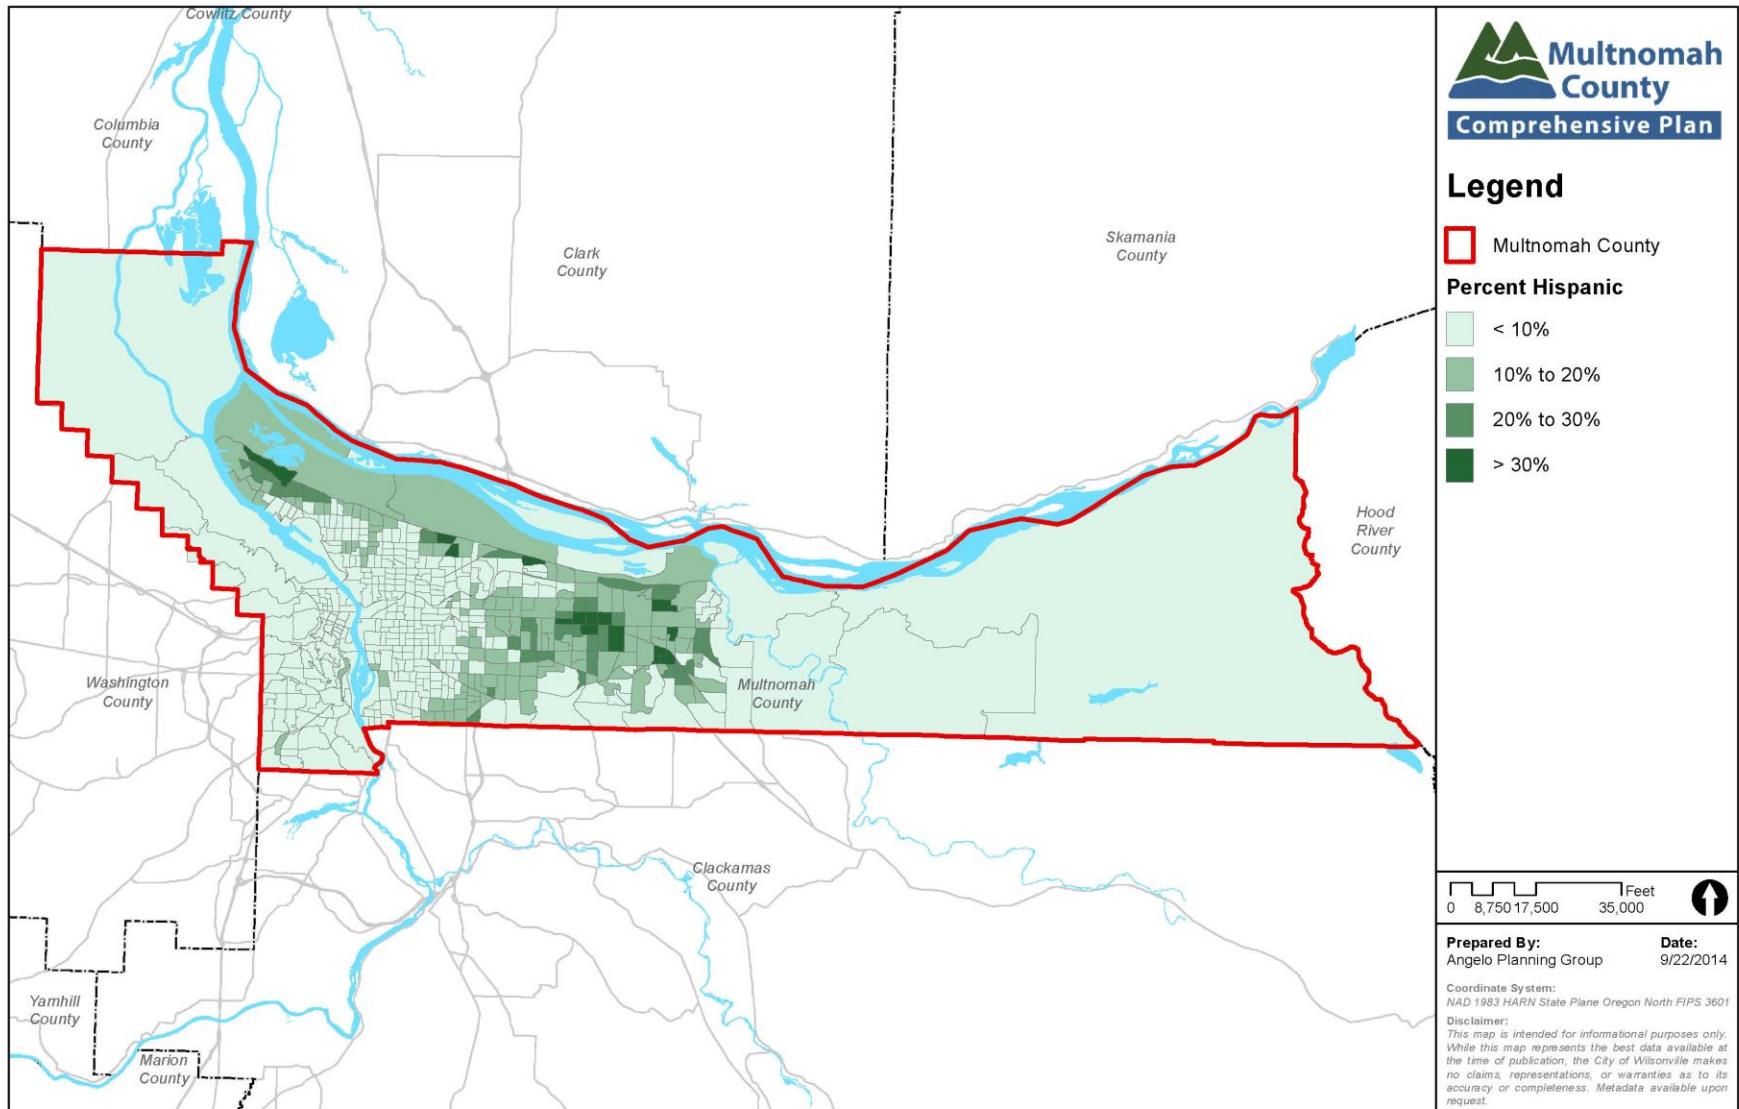 Cowlitz County
Columbia
County
Clark
County
Skamania
County
Hood
River
County
Washington
County
Multnomah
County
Clackamas
County
Yamhill
County
Marion
County
Multnomah
County
Comprehensive Plan
Legend
Multnomah County
Percent Hispanic
< 10%
10% to 20%
20% to 30%
> 30%
Feet
0 8,750 17,500 35,000
Prepared By: Date:
Angelo Planning Group 9/22/2014
Coordinate System:
NAD 1983 HARN State Plane Oregon North FIPS 3601
Disclaimer:
This map is intended for informational purposes only.
While this map represents the best data available at
the time of publication, the City of Wilsonville makes
no claims, representations, or warranties as to its
accuracy or completeness. Metadata available upon
request.